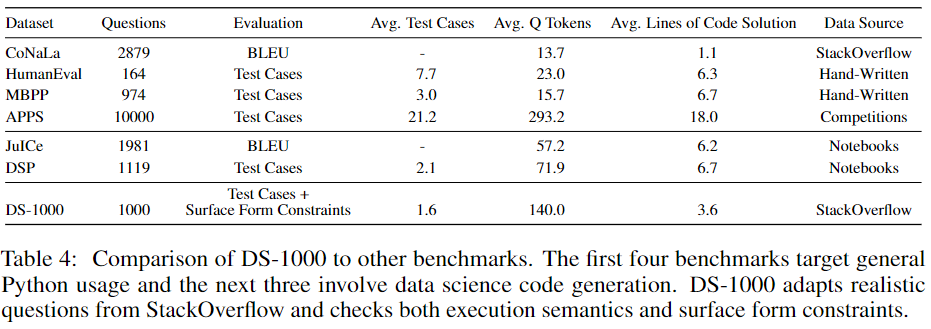 Dataset Questions Evaluation Avg. Test Cases Avg. Q Tokens Avg. Lines of Code Solution Data Source
CoNaLa 2879 BLEU - 13.7 1.1 StackOverflow
HumanEval 164 Test Cases 7.7 23.0 6.3 Hand-Written
MBPP 974 Test Cases 3.0 15.7 6.7 Hand-Written
APPS 10000 Test Cases 21.2 293.2 18.0 Competitions
JuICe 1981 BLEU - 57.2 6.2 Notebooks
DSP 1119 Test Cases 2.1 71.9 6.7 Notebooks
Test Cases +
DS-1000 1000 Surface Form Constraints 1.6 140.0 3.6 StackOverflow
Table 4: Comparison of DS-1000 to other benchmarks. The first four benchmarks target general
Python usage and the next three involve data science code generation. DS-1000 adapts realistic
questions from StackOverflow and checks both execution semantics and surface form constraints.